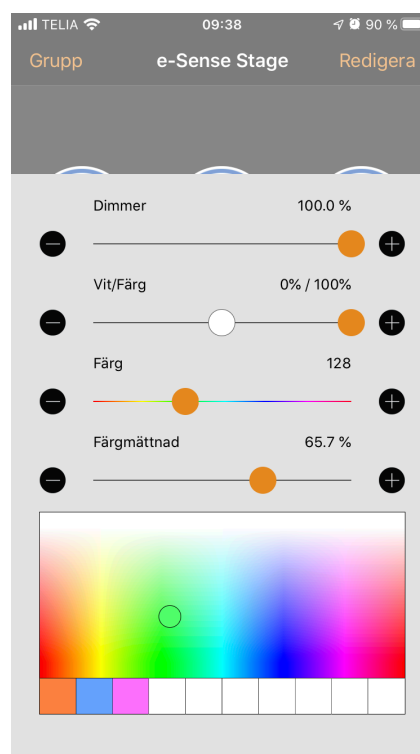 TELIA 09:38 90 %
Grupp e-Sense Stage Redigera
Dimmer 100.0 %
Vit/Färg 0% / 100%
Färg 128
Färgmättnad 65.7 %